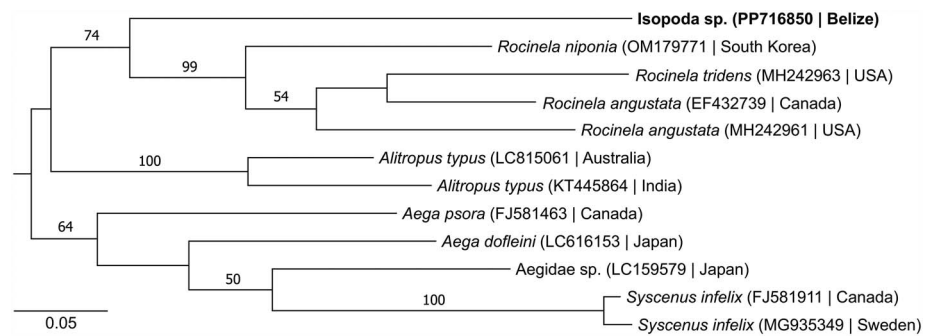 Isopoda sp. (PP716850 | Belize)
74
Rocinela niponia (OM179771 | South Korea)
99
Rocinela tridens (MH242963 | USA)
54
Rocinela angustata (EF432739 | Canada)
Rocinela angustata (MH242961 | USA)
100
Alitropus typus (LC815061 | Australia)
Alitropus typus (KT445864 | India)
Aega psora (FJ581463 | Canada)
64
Aega dofleini (LC616153 | Japan)
Aegidae sp. (LC159579 | Japan)
50
100
Syscenus infelix (FJ581911 | Canada)
Syscenus infelix (MG935349 | Sweden)
0.05